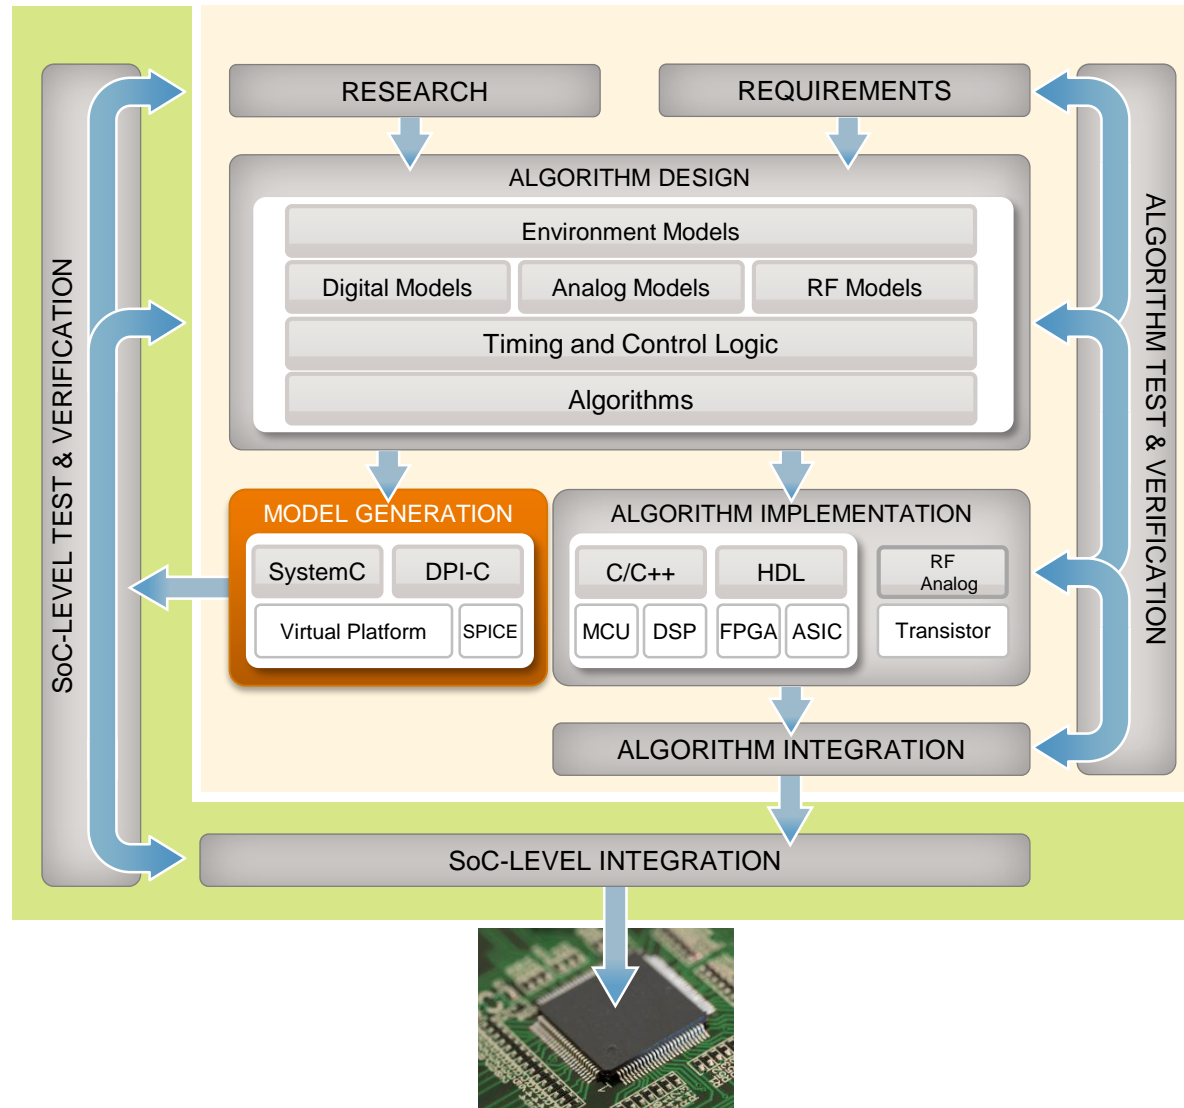 RESEARCH
REQUIREMENTS
ALGORITHM DESIGN
Environment Models
Digital Models
Analog Models
RF Models
Timing and Control Logic
Algorithms
SoC-LEVEL TEST & VERIFICATION
ALGORITHM TEST & VERIFICATION
MODEL GENERATION
SystemC
DPI-C
Virtual Platform
SPICE
ALGORITHM IMPLEMENTATION
C/C++
HDL
RF
Analog
MCU
DSP
FPGA
ASIC
Transistor
ALGORITHM INTEGRATION
SoC-LEVEL INTEGRATION